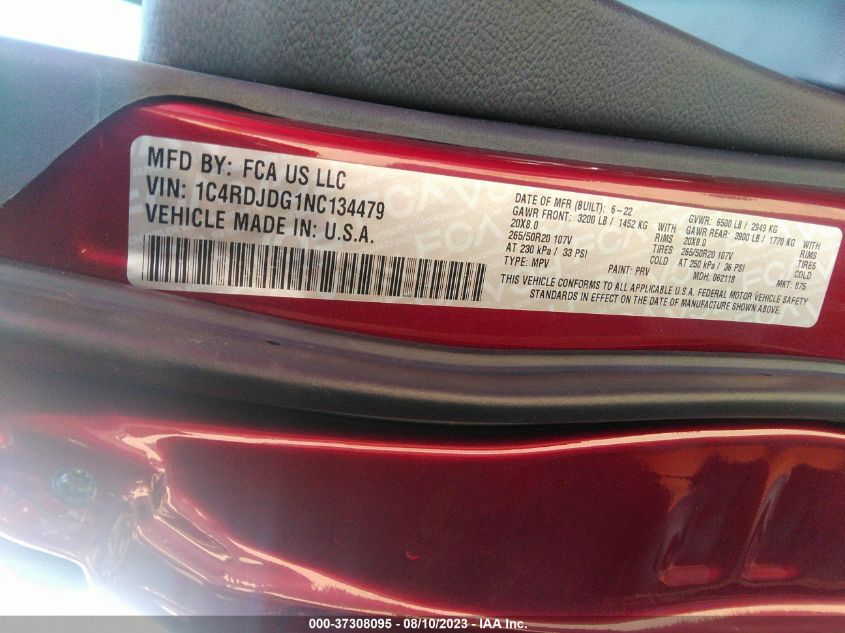 MFD BY: FCA US LLC
VIN: 1C4RDJDG1NC134479
VEHICLE MADE IN: U.S.A.
DATE OF MFR (BUILT): 6-22 GVWR: 6500 LB / 2949 KG
GAWR FRONT: 3200 LB / 1452 KG WITH GAWR REAR: 3900 LB / 1770 KG WITH
20X8.0 RIMS 20X8.0 RIMS
265/50R20 107V TIRES 265/50R20 107V TIRES
AT 230 kPa / 33 PSI COLD AT 250 kPa / 36 PSI COLD
TYPE: MPV PAINT: PRV MDH: 062119 MKT: 875
THIS VEHICLE CONFORMS TO ALL APPLICABLE U.S.A. FEDERAL MOTOR VEHICLE SAFETY
STANDARDS IN EFFECT ON THE DATE OF MANUFACTURE SHOWN ABOVE.
000-37308095 - 08/10/2023 - IAA Inc.